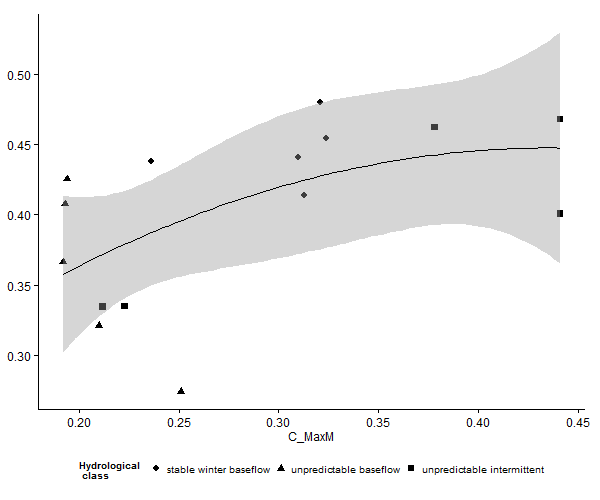 0.50
0.45
0.40
0.35
0.30
0.20 0.25 0.30 0.35 0.40 0.45
C_MaxM
Hydrological
class
stable winter baseflow unpredictable baseflow unpredictable intermittent